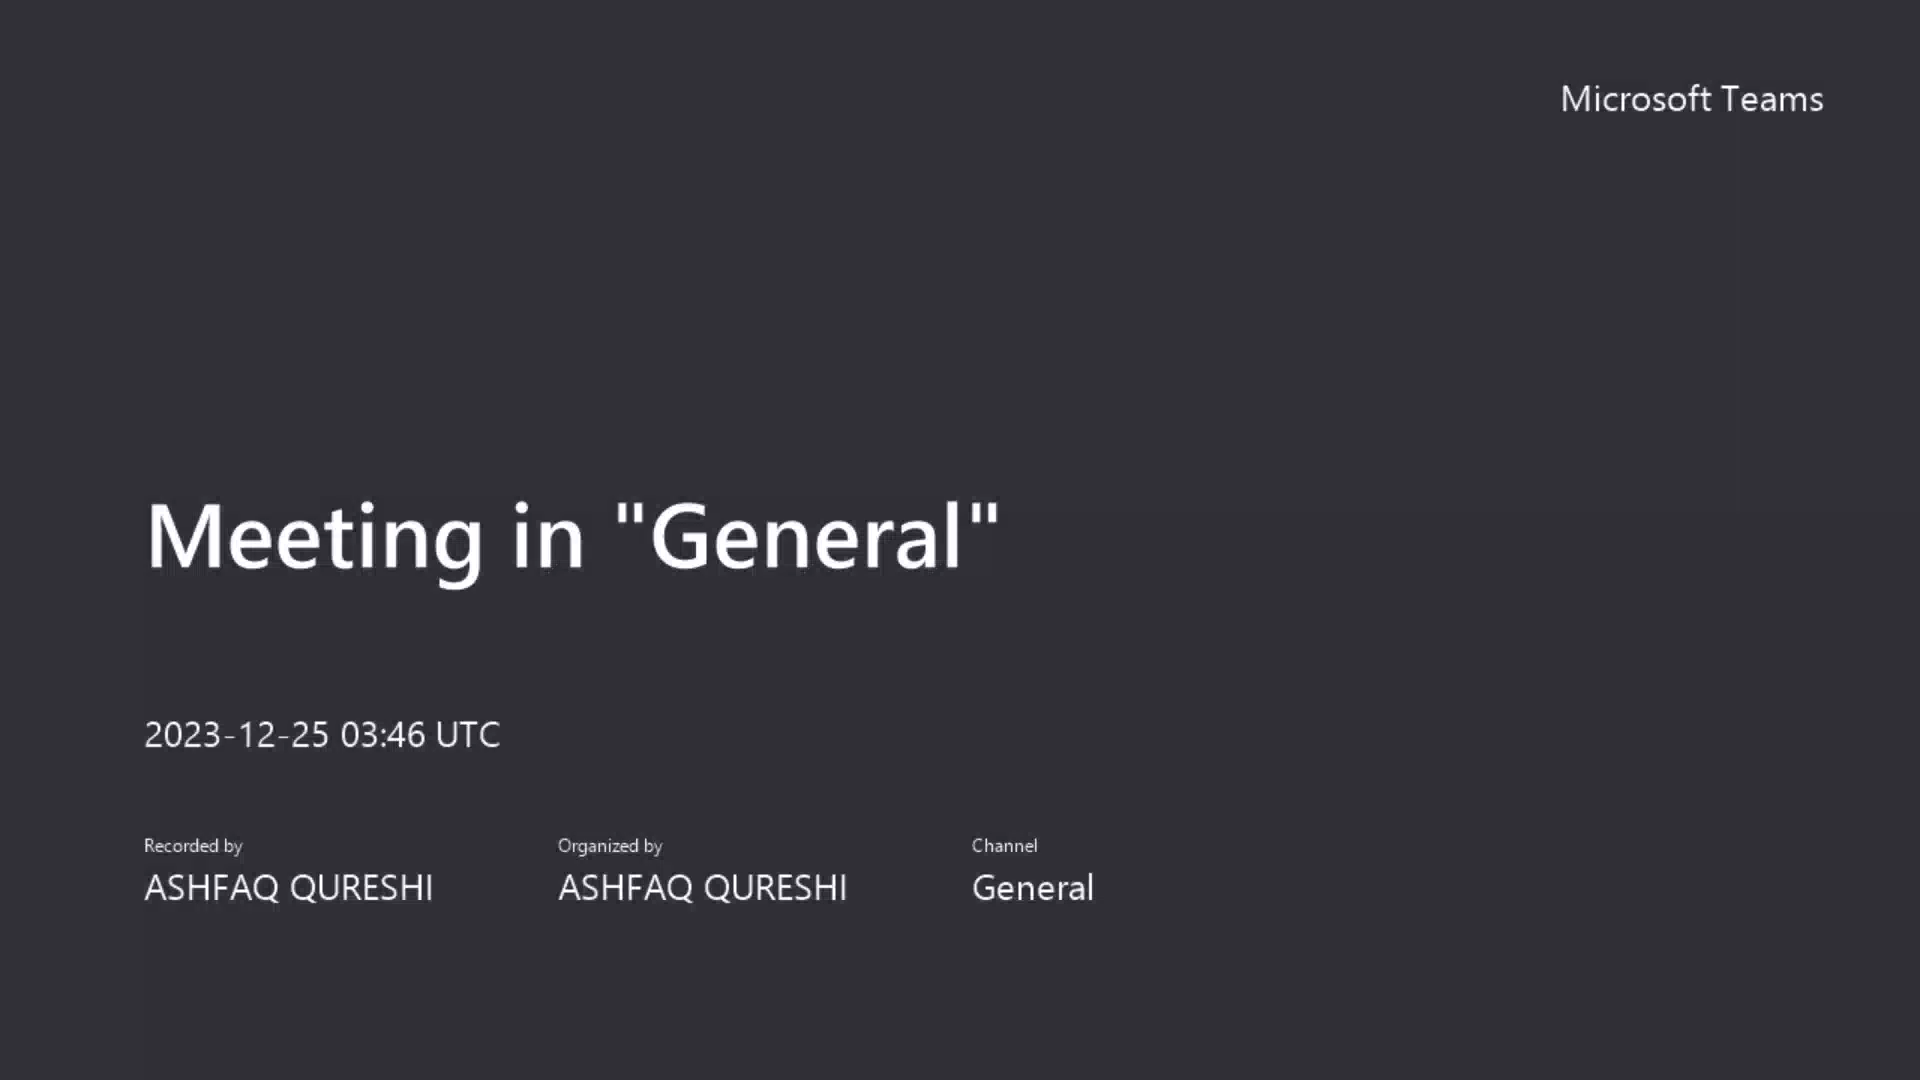 Microsoft Teams
Meeting in "General"
2023-12-25 03:46 UTC
Recorded by
ASHFAQ QURESHI
Organized by
ASHFAQ QURESHI
Channel
General